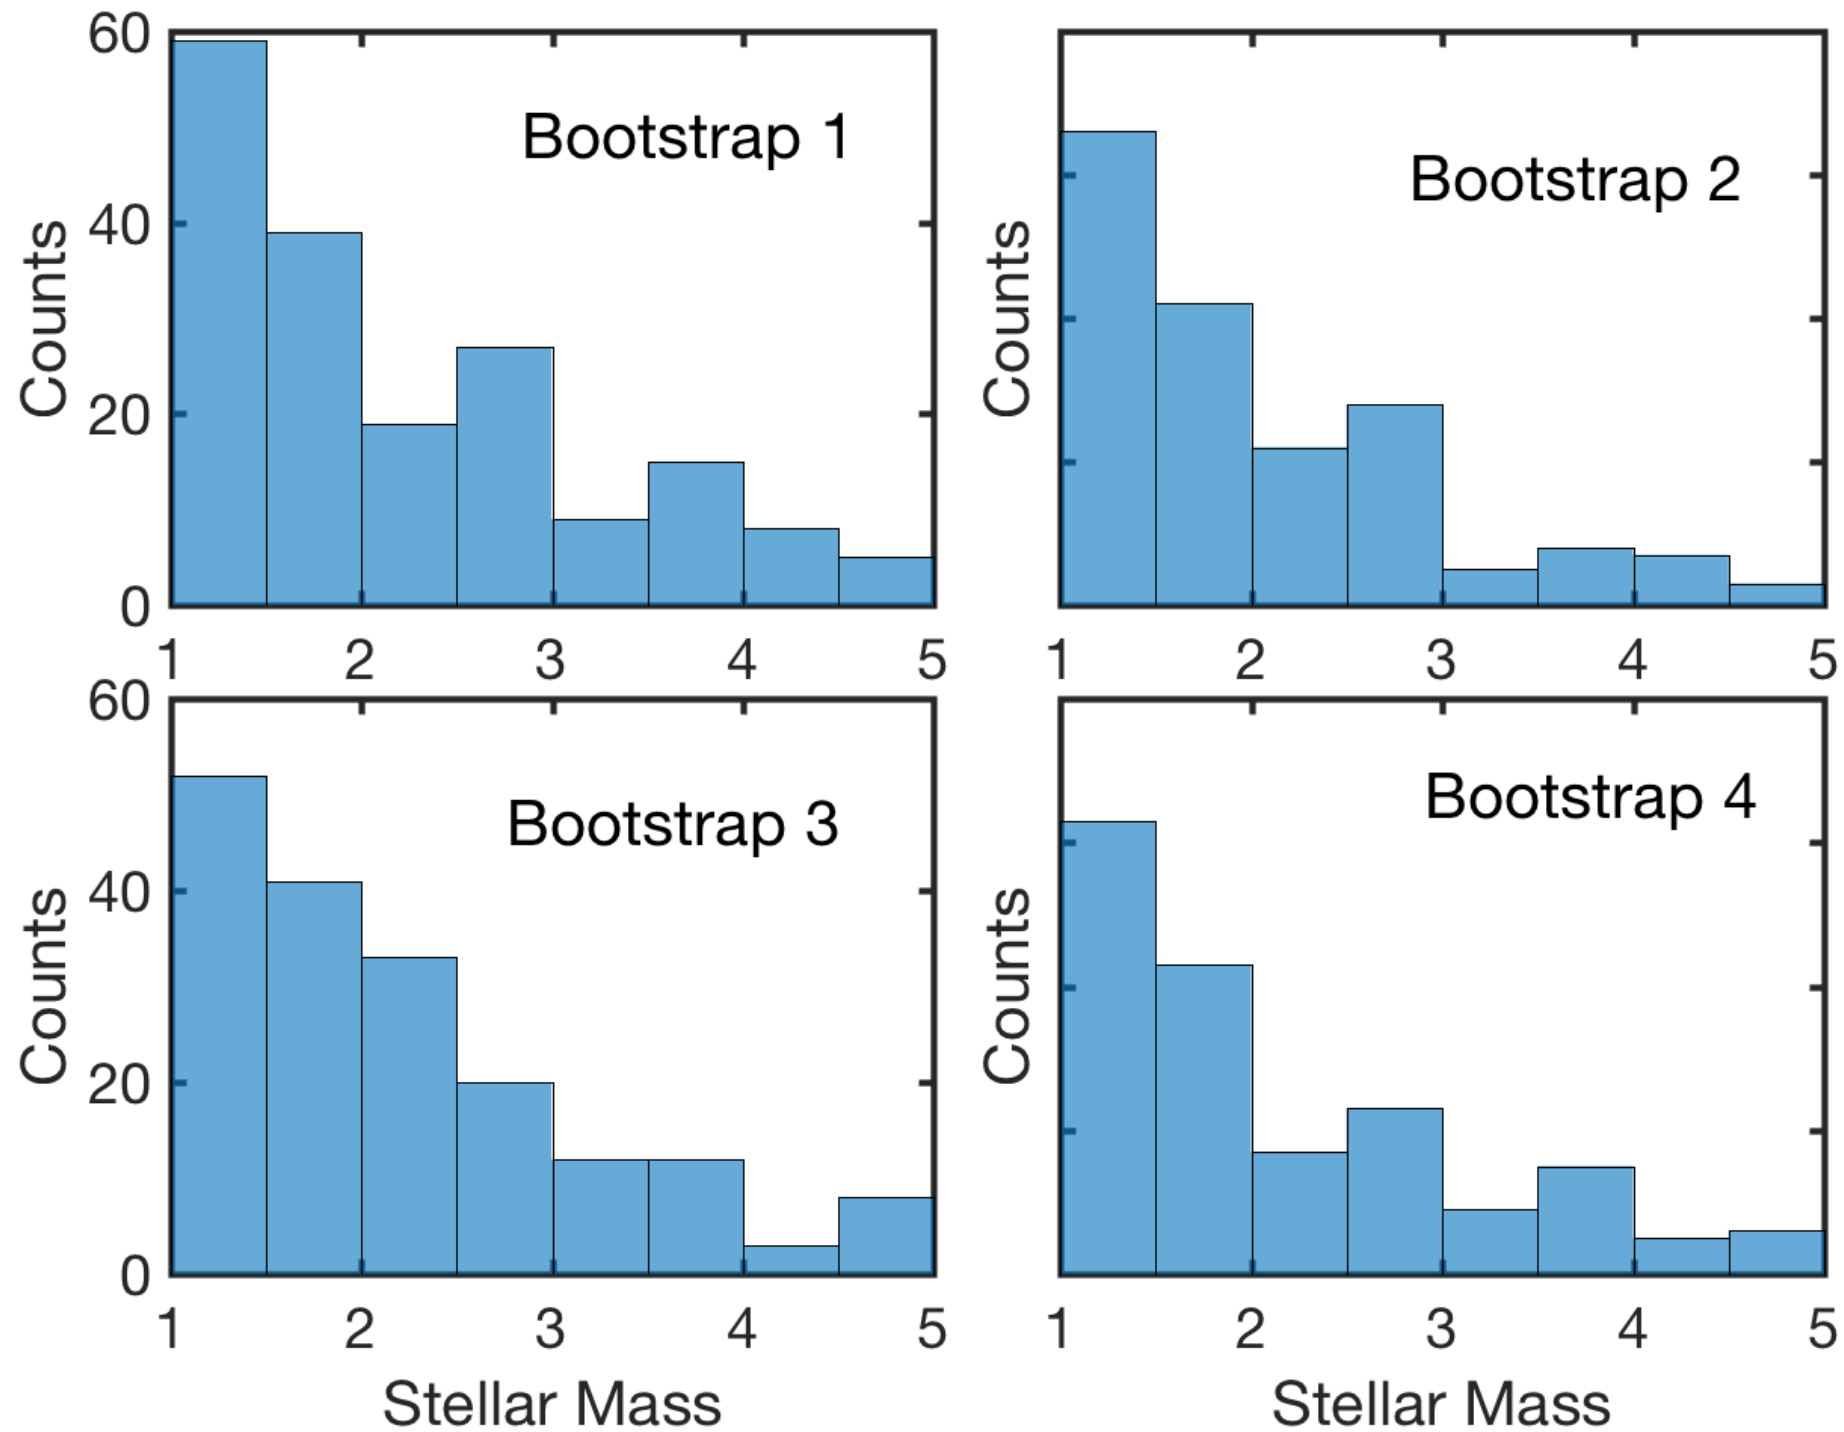 60
40
20
0
Counts
Bootstrap 1
1 2 3 4 5
Counts
Bootstrap 2
1 2 3 4 5
60
40
20
0
Counts
Bootstrap 3
1 2 3 4 5
Stellar Mass
Counts
Bootstrap 4
1 2 3 4 5
Stellar Mass